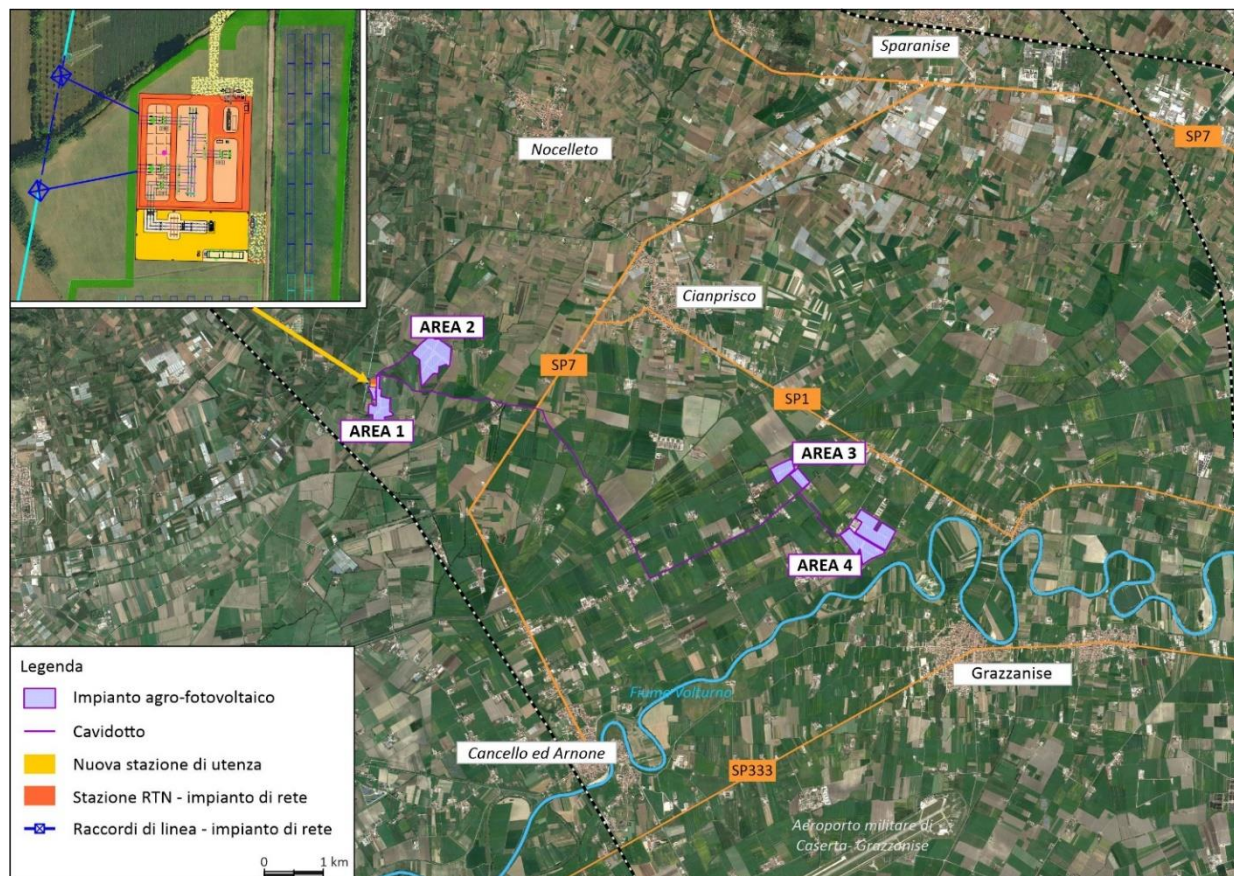 Sparanise
SP7
Nocelleto
Cianprisco
AREA 2
SP7
SP1
AREA 1
AREA 3
AREA 4
Grazzanise
Fiume Volturno
Cancello ed Arnone
SP333
Aeroporto militare di
Caserta- Grazzanise
Legenda
Impianto agro-fotovoltaico
Cavidotto
Nuova stazione di utenza
Stazione RTN - impianto di rete
Raccordi di linea - impianto di rete
0 1 km